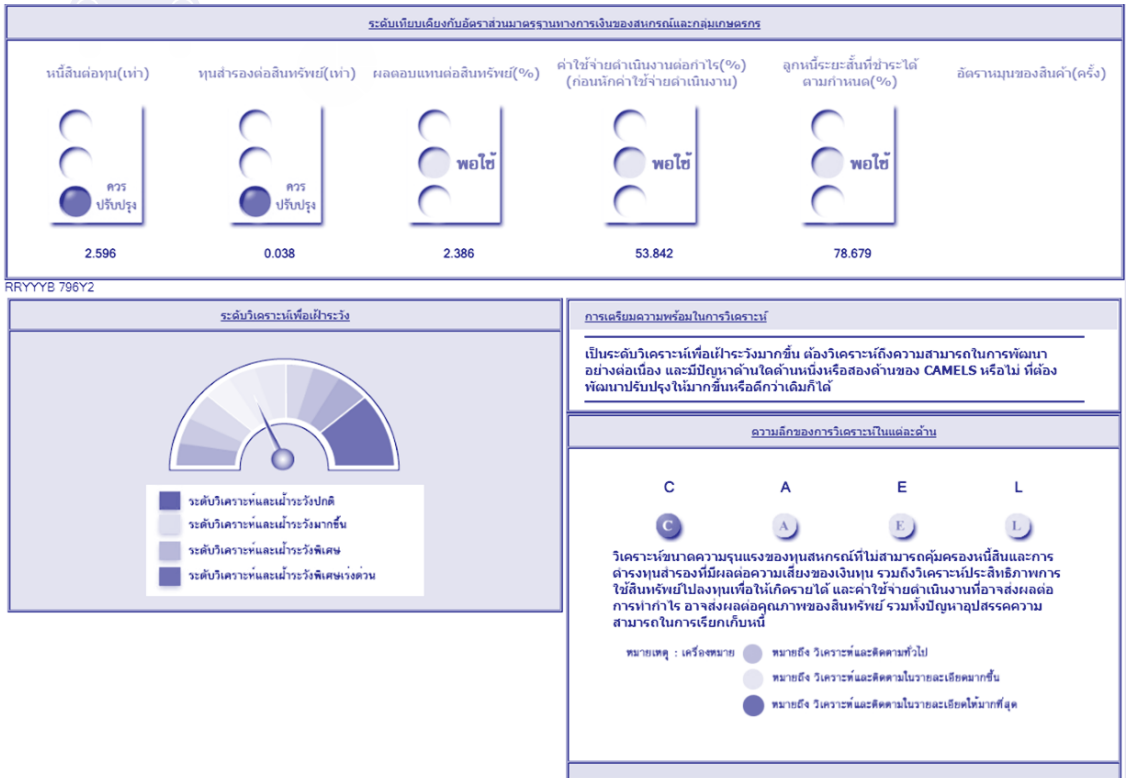 ระดับเทียบเคียงกับอัตราส่วนมาตรฐานทางการเงินของสหกรณ์และกลุ่มเกษตรกร
หนี้สินต่อทุน(เท่า)
ทุนสำรองต่อสินทรัพย์(เท่า)
ผลตอบแทนต่อสินทรัพย์(%)
ค่าใช้จ่ายดำเนินงานต่อกำไร(%)
(ก่อนหักค่าใช้จ่ายดำเนินงาน)
ลูกหนี้ระยะสั้นที่ชำระได้
ตามกำหนด(%)
อัตราหมุนของสินค้า(ครั้ง)
ควร
ปรับปรุง
ควร
ปรับปรุง
พอใช้
พอใช้
พอใช้
2.596
0.038
2.386
53.842
78.679
RRYYYB 796Y2
ระดับวิเคราะห์เพื่อเฝ้าระวัง
ระดับวิเคราะห์และเฝ้าระวังปกติ
ระดับวิเคราะห์และเฝ้าระวังมากขึ้น
ระดับวิเคราะห์และเฝ้าระวังพิเศษ
ระดับวิเคราะห์และเฝ้าระวังพิเศษเร่งด่วน
การเตรียมความพร้อมในการวิเคราะห์
เป็นระดับวิเคราะห์เพื่อเฝ้าระวังมากขึ้น ต้องวิเคราะห์ถึงความสามารถในการพัฒนา
อย่างต่อเนื่อง และมีปัญหาด้านใดด้านหนึ่งหรือสองด้านของ CAMELS หรือไม่ ที่ต้อง
พัฒนาปรับปรุงให้มากขึ้นหรือดีกว่าเดิมก็ได้
ความลึกของการวิเคราะห์ในแต่ละด้าน
C A E L
C A E L
วิเคราะห์ขนาดความรุนแรงของทุนสหกรณ์ที่ไม่สามารถคุ้มครองหนี้สินและการ
ดำรงทุนสำรองที่มีผลต่อความเสี่ยงของเงินทุน รวมถึงวิเคราะห์ประสิทธิภาพการ
ใช้สินทรัพย์ไปลงทุนเพื่อให้เกิดรายได้ และค่าใช้จ่ายดำเนินงานที่อาจส่งผลต่อ
การทำกำไร อาจส่งผลต่อคุณภาพของสินทรัพย์ รวมทั้งปัญหาอุปสรรคความ
สามารถในการเรียกเก็บหนี้
หมายเหตุ : เครื่องหมาย หมายถึง วิเคราะห์และติดตามทั่วไป
หมายถึง วิเคราะห์และติดตามในรายละเอียดมากขึ้น
หมายถึง วิเคราะห์และติดตามในรายละเอียดให้มากที่สุด